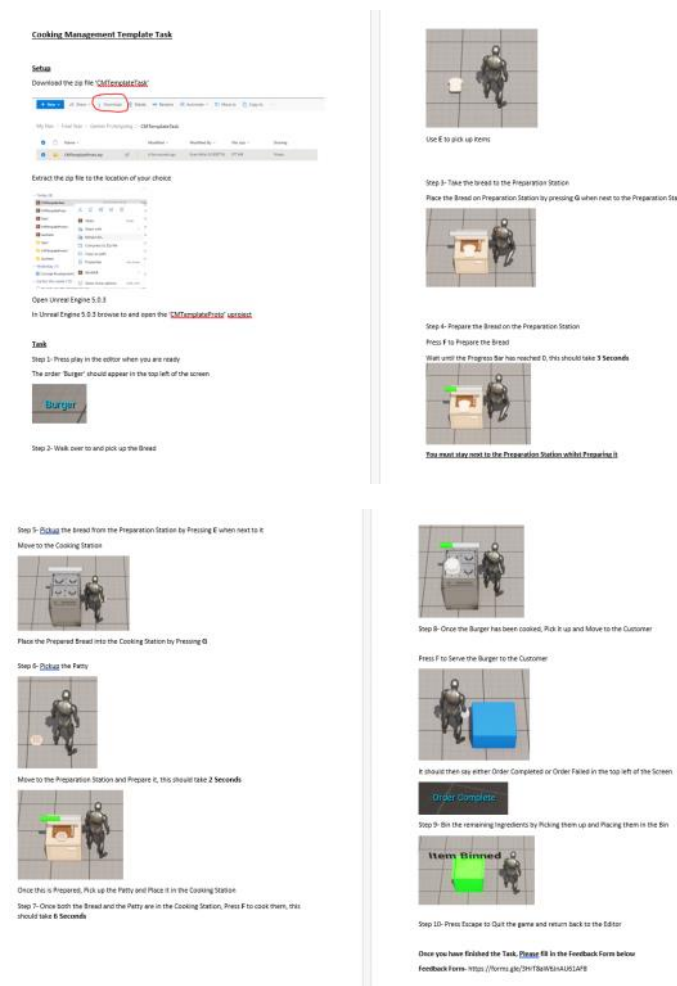 Cooking Management Template Task
Setup
Download the zip file 'CMTemplateTask'
Extract the zip file to the location of your choice
Open Unreal Engine 5.0.3
In Unreal Engine 5.0.3 browse to and open the 'CMTemplateProto' uproject
Task
Step 1- Press play in the editor when you are ready
The order 'Burger' should appear in the top left of the screen
Burger
Step 2- Walk over to and pick up the Bread
Use E to pick up items
Step 3- Take the bread to the Preparation Station
Place the Bread on Preparation Station by pressing G when next to the Preparation Sta
Step 4- Prepare the Bread on the Preparation Station
Press F to Prepare the Bread
Wait until the Progress Bar has reached 0, this should take 3 Seconds
You must stay next to the Preparation Station whilst Preparing it
Step 5- Pickup the bread from the Preparation Station by Pressing E when next to it
Move to the Cooking Station
Place the Prepared Bread into the Cooking Station by Pressing G
Step 6- Pickup the Patty
Move to the Preparation Station and Prepare it, this should take 2 Seconds
Once this is Prepared, Pick up the Patty and Place it in the Cooking Station
Step 7- Once both the Bread and the Patty are in the Cooking Station, Press F to cook them, this
should take 6 Seconds
Step 8- Once the Burger has been cooked, Pick it up and Move to the Customer
Press F to Serve the Burger to the Customer
It should then say either Order Completed or Order Failed in the top left of the Screen
Order Complete
Step 9- Bin the remaining Ingredients by Picking them up and Placing them in the Bin
Item Binned
Step 10- Press Escape to Quit the game and return back to the Editor
Once you have finished the Task, Please fill in the Feedback Form below
Feedback Form-